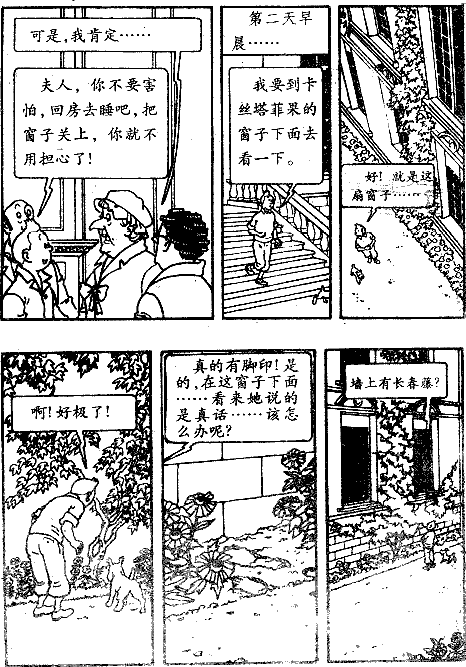 可是,我肯定……
夫人，你不要害
怕,回房去睡吧,把
窗子关上，你就不
用担心了!
第二天早
晨……
我要到卡
丝塔菲果的
窗子下面去
看一下。
好!就是这
扇窗子……
啊!好极了!
真的有脚印!是
的,在这窗子下面
……看来她说的
是真话……该怎
么办呢?
墙上有长春藤?